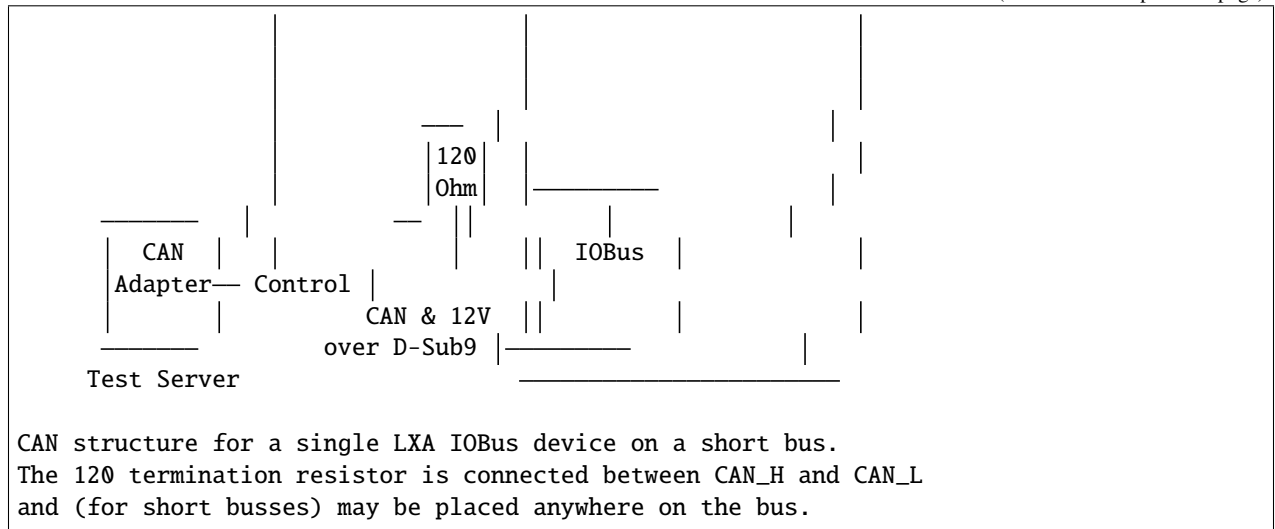 120
Ohm
CAN IOBus
Adapter Control
CAN & 12V
over D-Sub9
Test Server
CAN structure for a single LXA IOBus device on a short bus.
The 120 termination resistor is connected between CAN_H and CAN_L
and (for short busses) may be placed anywhere on the bus.